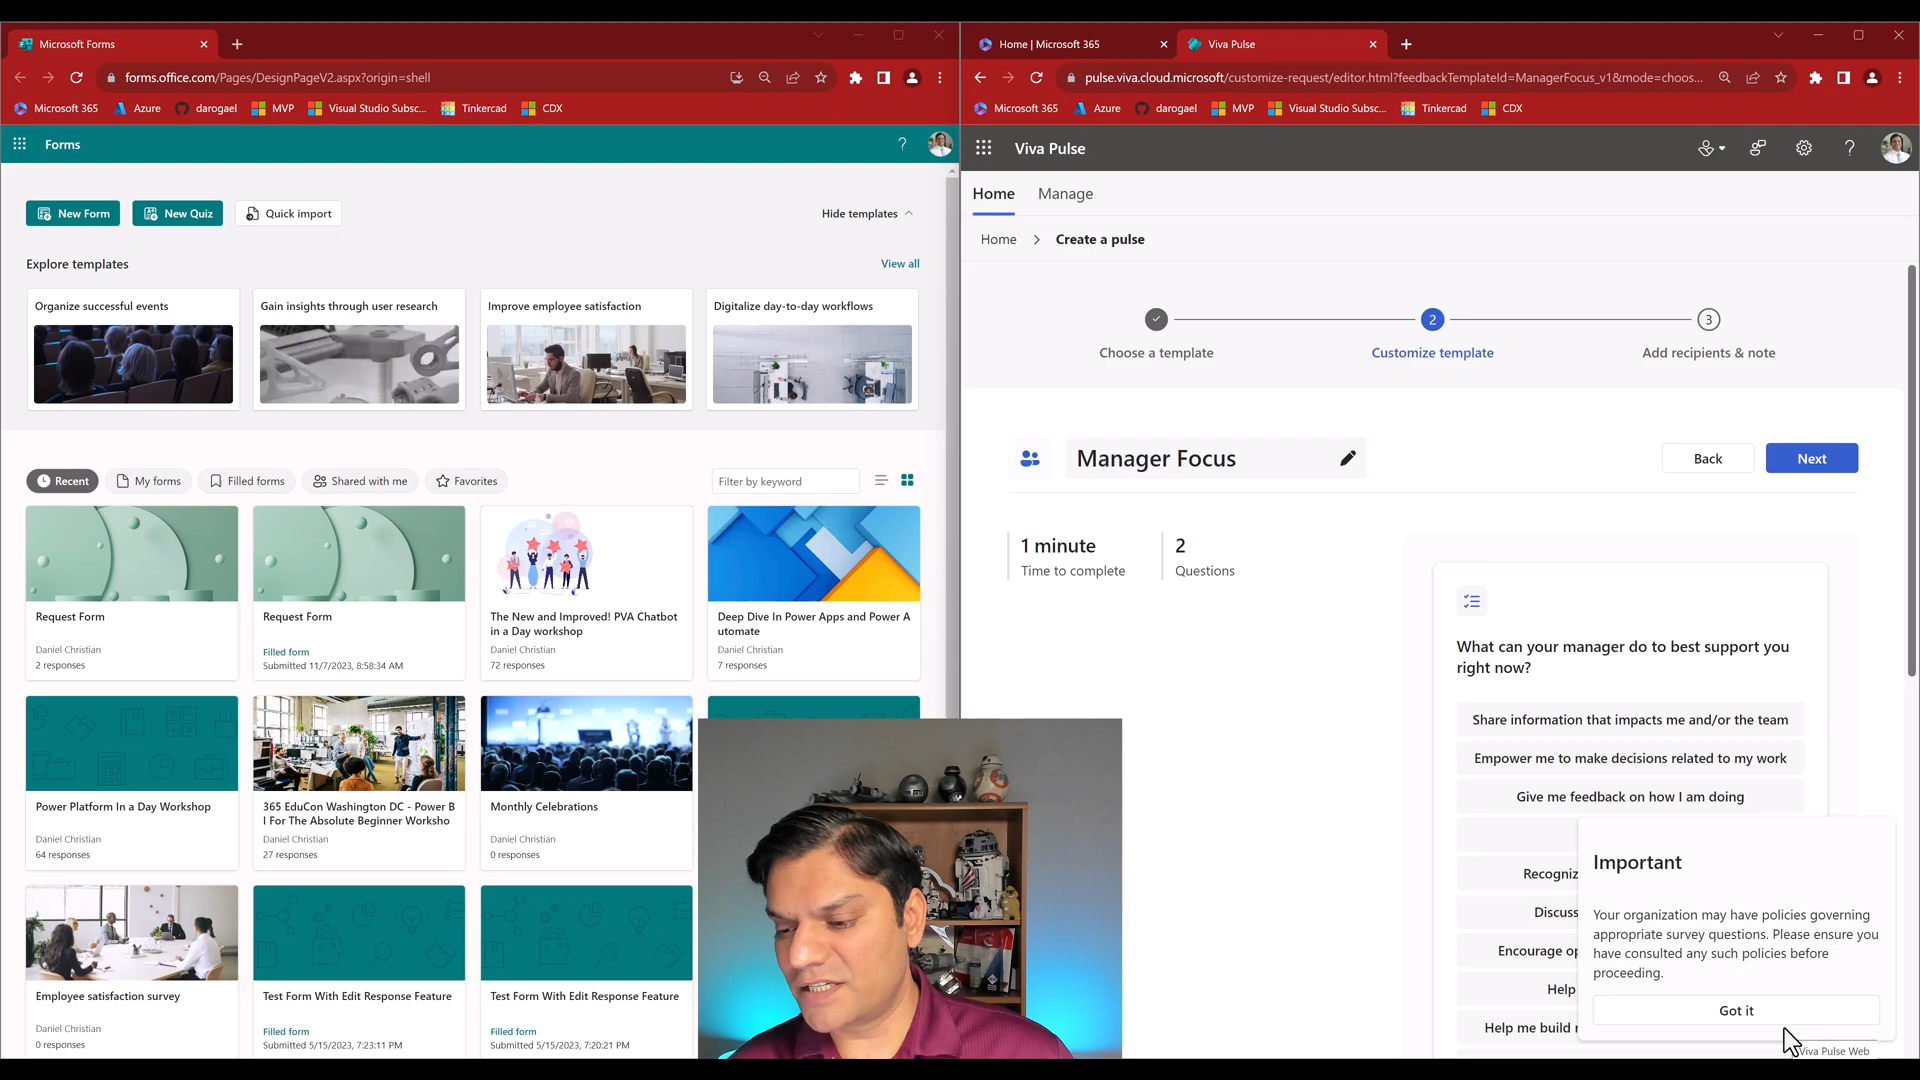 Microsoft Forms
forms.office.com/Pages/DesignPageV2.aspx?origin=shell
Microsoft 365
Azure
darogael
MVP
Visual Studio Subsc...
Tinkercad
CDX
Forms
?
New Form
New Quiz
Quick import
Hide templates
Explore templates
View all
Organize successful events
Gain insights through user research
Improve employee satisfaction
Digitalize day-to-day workflows
Recent
My forms
Filled forms
Shared with me
Favorites
Filter by keyword
Request Form
Daniel Christian
2 responses
Request Form
Filled form
Submitted 11/7/2023, 8:58:34 AM
The New and Improved! PVA Chatbot
in a Day workshop
Daniel Christian
72 responses
Deep Dive In Power Apps and Power A
utomate
Daniel Christian
7 responses
Power Platform In a Day Workshop
Daniel Christian
64 responses
365 EduCon Washington DC - Power B
I For The Absolute Beginner Worksho
Daniel Christian
27 responses
Monthly Celebrations
Daniel Christian
0 responses
Employee satisfaction survey
Daniel Christian
0 responses
Test Form With Edit Response Feature
Filled form
Submitted 5/15/2023, 7:23:11 PM
Test Form With Edit Response Feature
Filled form
Submitted 5/15/2023, 7:20:21 PM
Home | Microsoft 365
Viva Pulse
pulse.viva.cloud.microsoft/customize-request/editor.html?feedbackTemplateId=ManagerFocus_v1&mode=choos...
Microsoft 365
Azure
darogael
MVP
Visual Studio Subsc...
Tinkercad
CDX
Viva Pulse
?
Home
Manage
Home > Create a pulse
2
3
Choose a template
Customize template
Add recipients & note
Manager Focus
Back
Next
1 minute
Time to complete
2
Questions
What can your manager do to best support you
right now?
Share information that impacts me and/or the team
Empower me to make decisions related to my work
Give me feedback on how I am doing
Recogniz
Discuss
Encourage op
Help
Help me build
Important
Your organization may have policies governing
appropriate survey questions. Please ensure you
have consulted any such policies before
proceeding.
Got it
Viva Pulse Web